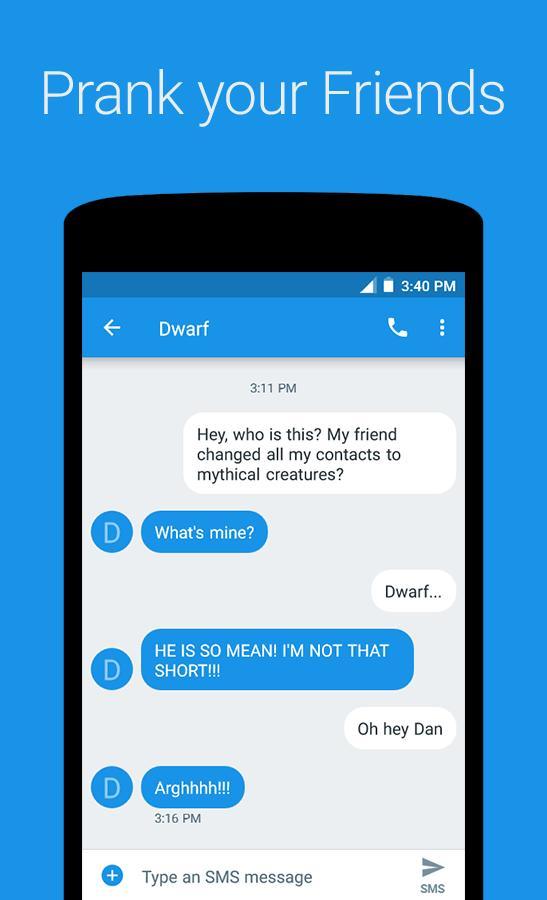 Prank your Friends
3:40 PM
Dwarf
3:11 PM
Hey, who is this? My friend
changed all my contacts to
mythical creatures?
D
What's mine?
Dwarf...
D
HE IS SO MEAN! I'M NOT THAT
SHORT!!!
Oh hey Dan
D
Arghhhh!!!
3:16 PM
Type an SMS message
SMS